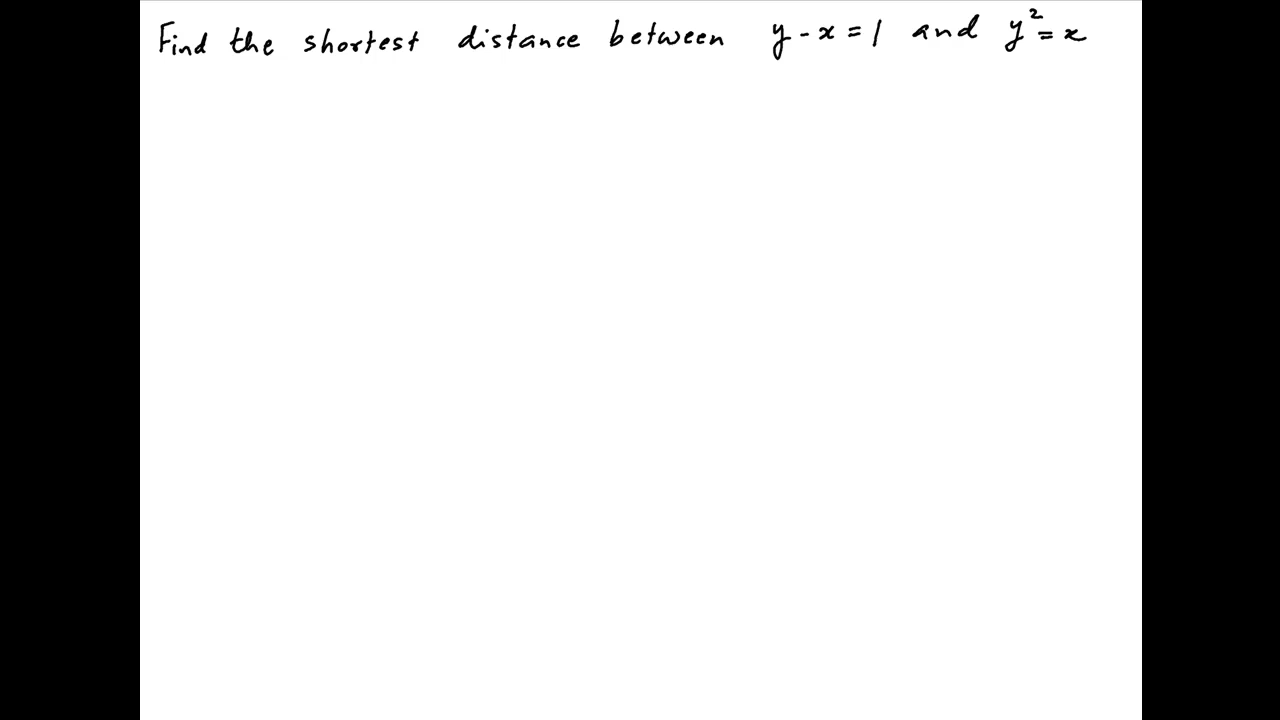 Find the shortest distance between y - x = 1 and y² = x